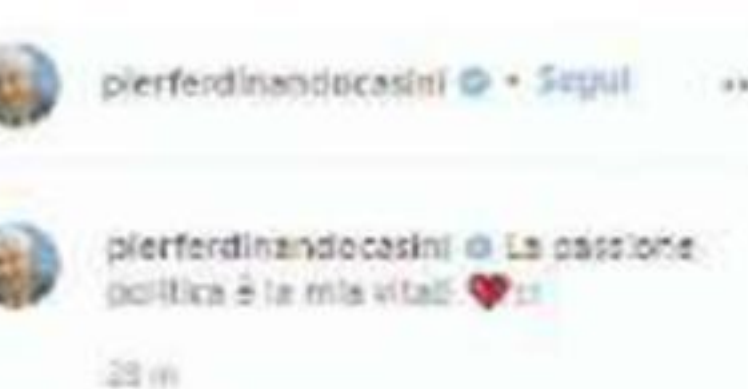 pierferdinandocasini • Segui
pierferdinandocasini La passione
politica è la mia vita!
28 m